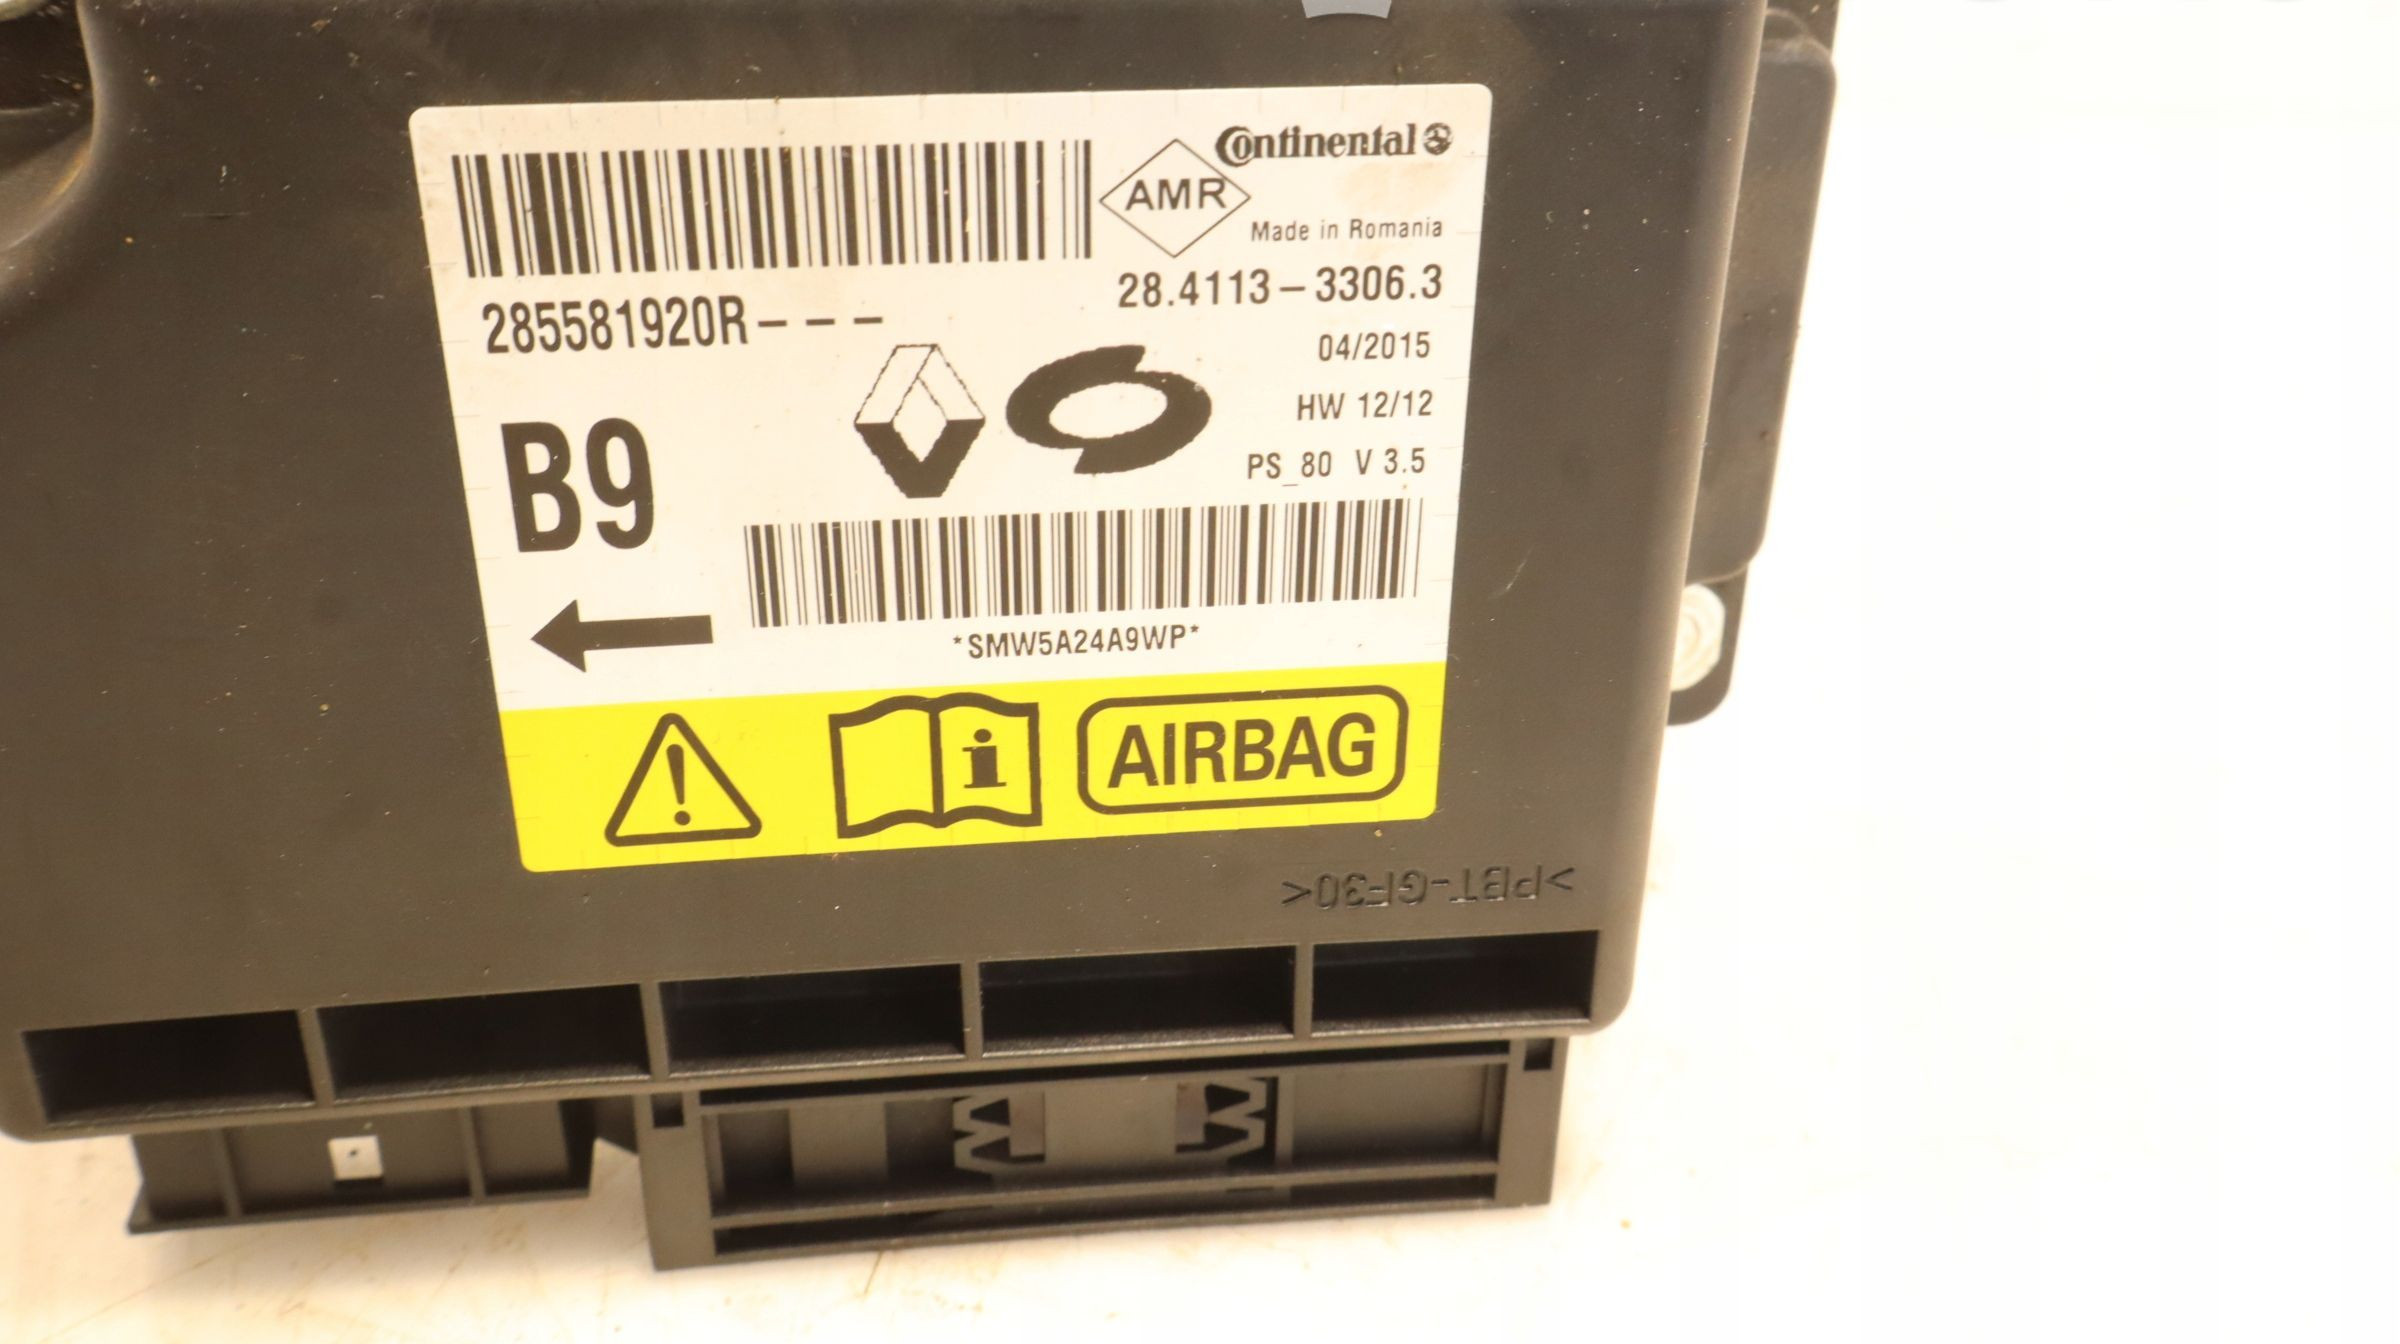 Continental
AMR
Made in Romania
285581920R---
28.4113-3306.3
04/2015
HW 12/12
B9
PS_80 V 3.5
*SMW5A24A9WP*
AIRBAG
>PBT-GF30<